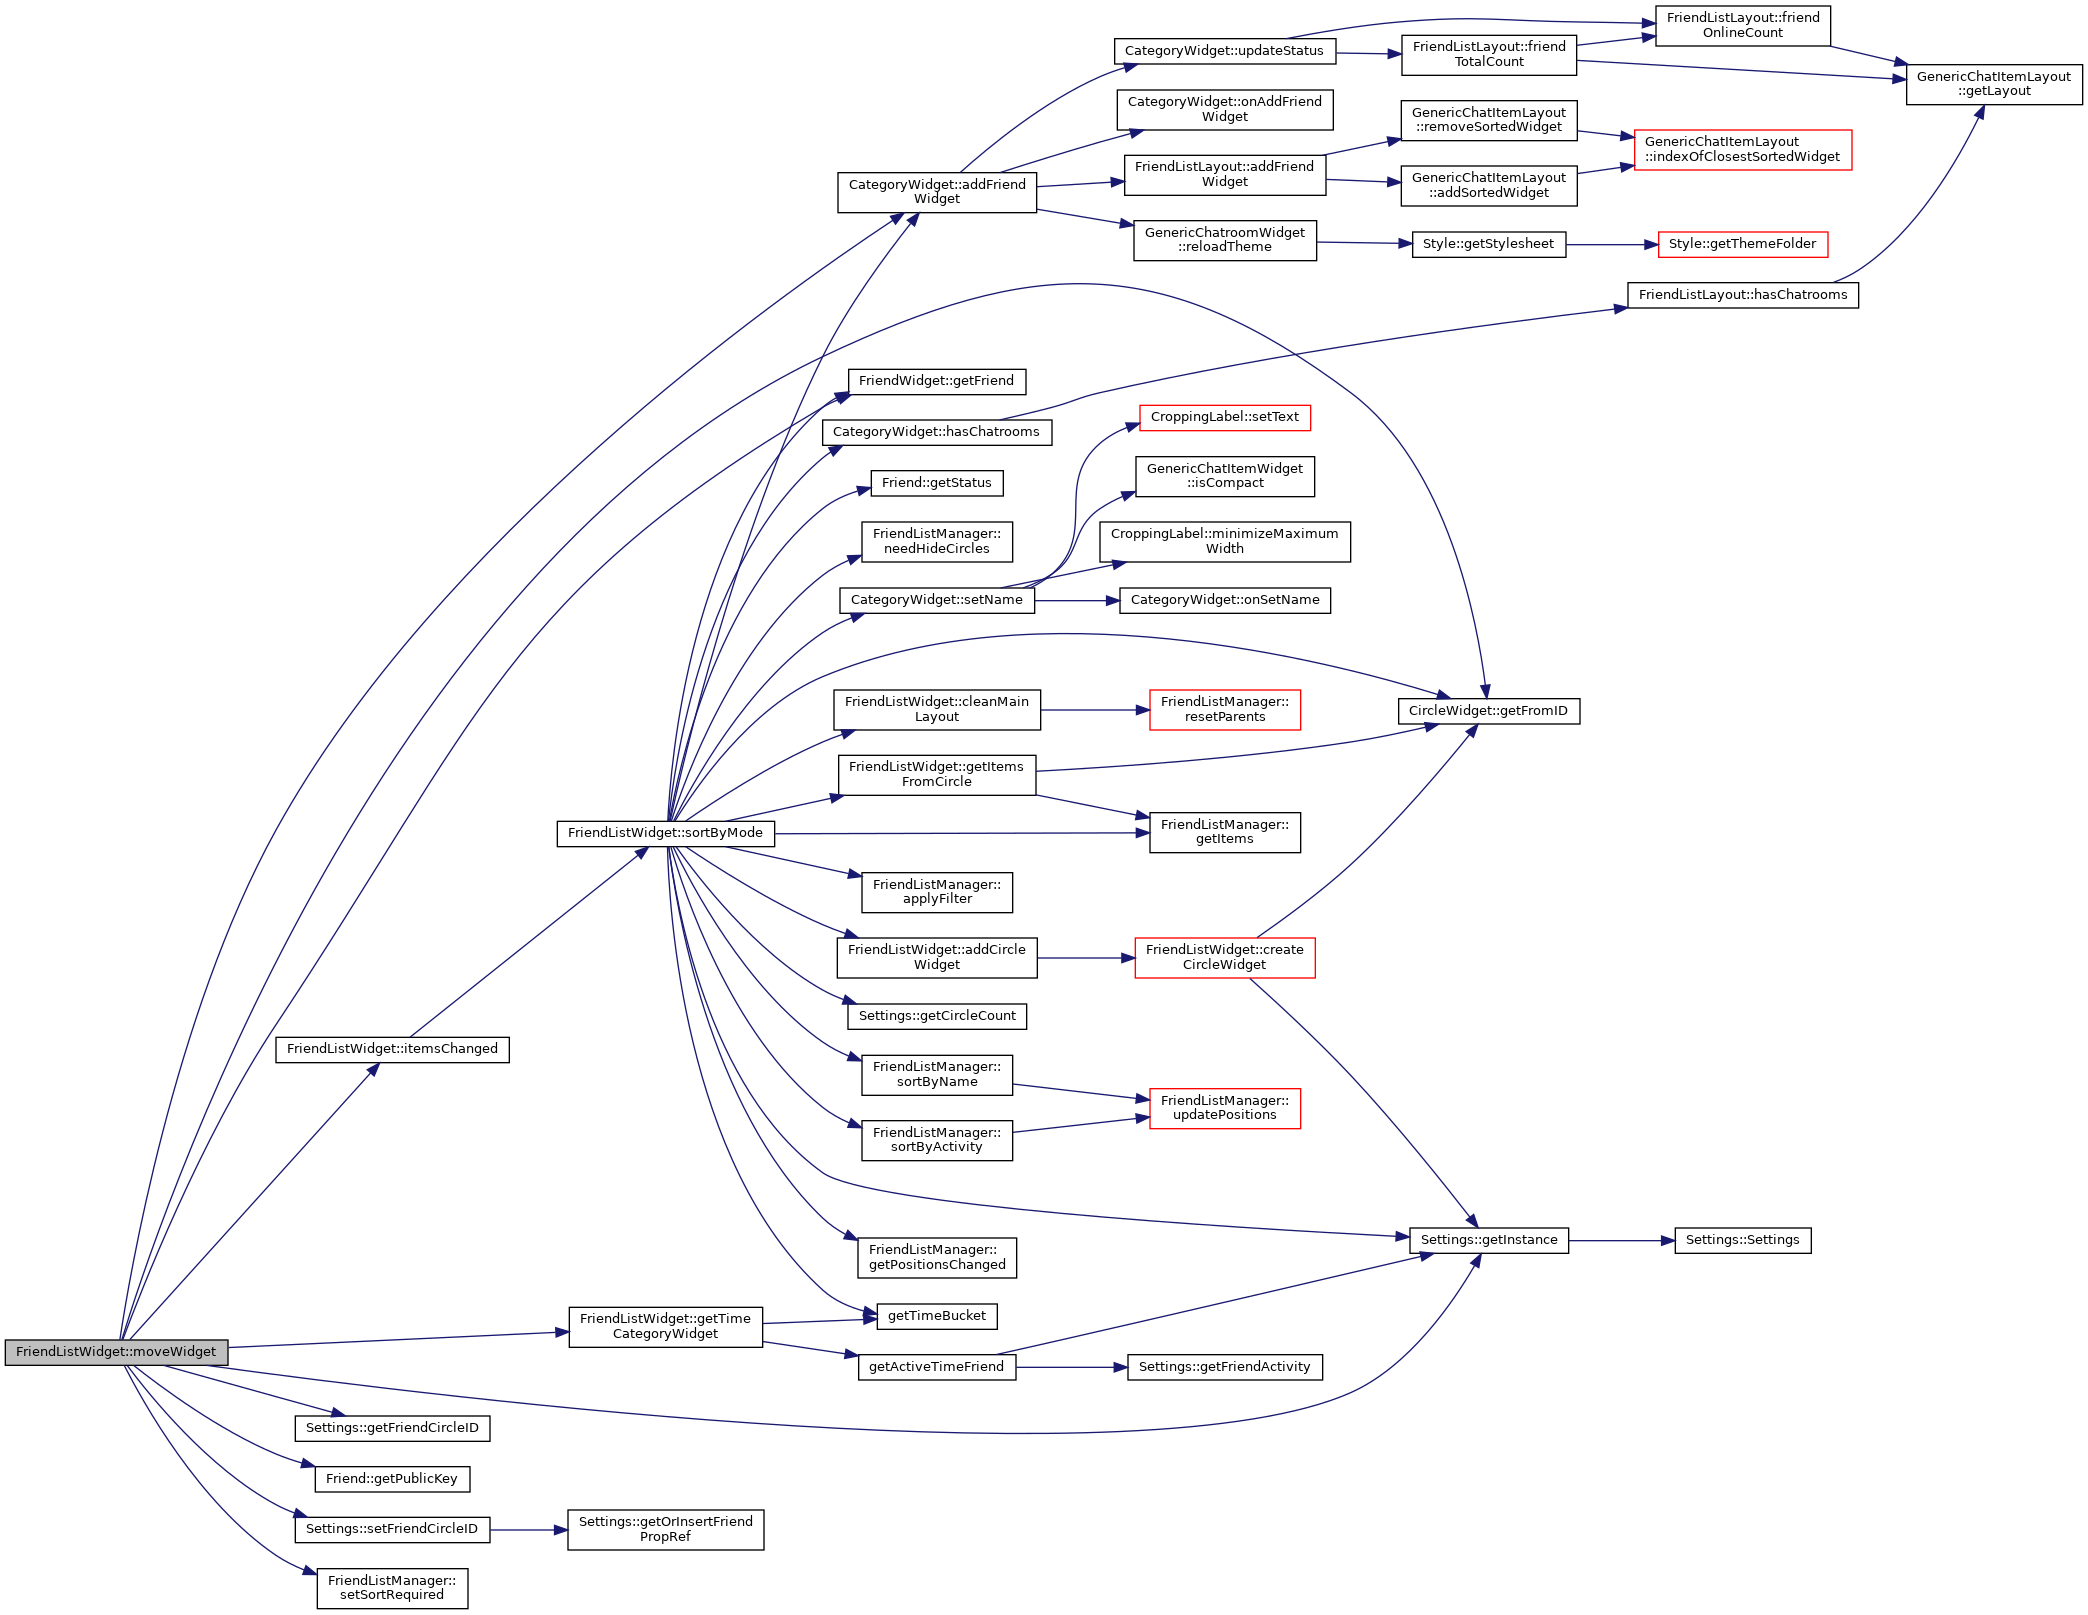 FriendListLayout::friend
OnlineCount
CategoryWidget::updateStatus
FriendListLayout::friend
TotalCount
GenericChatItemLayout
::getLayout
CategoryWidget::onAddFriend
Widget
GenericChatItemLayout
::removeSortedWidget
GenericChatItemLayout
::indexOfClosestSortedWidget
FriendListLayout::addFriend
Widget
GenericChatItemLayout
::addSortedWidget
CategoryWidget::addFriend
Widget
GenericChatroomWidget
::reloadTheme
Style::getStylesheet
Style::getThemeFolder
FriendListLayout::hasChatrooms
FriendWidget::getFriend
CroppingLabel::setText
CategoryWidget::hasChatrooms
GenericChatItemWidget
::isCompact
Friend::getStatus
FriendListManager::
needHideCircles
CroppingLabel::minimizeMaximum
Width
CategoryWidget::setName
CategoryWidget::onSetName
FriendListWidget::cleanMain
Layout
FriendListManager::
resetParents
CircleWidget::getFromID
FriendListWidget::getItems
FromCircle
FriendListWidget::sortByMode
FriendListManager::
getItems
FriendListManager::
applyFilter
FriendListWidget::addCircle
Widget
FriendListWidget::create
CircleWidget
Settings::getCircleCount
FriendListWidget::itemsChanged
FriendListManager::
sortByName
FriendListManager::
updatePositions
FriendListManager::
sortByActivity
FriendListManager::
getPositionsChanged
Settings::getInstance
Settings::Settings
getTimeBucket
FriendListWidget::getTime
CategoryWidget
FriendListWidget::moveWidget
getActiveTimeFriend
Settings::getFriendActivity
Settings::getFriendCircleID
Friend::getPublicKey
Settings::setFriendCircleID
Settings::getOrInsertFriend
PropRef
FriendListManager::
setSortRequired